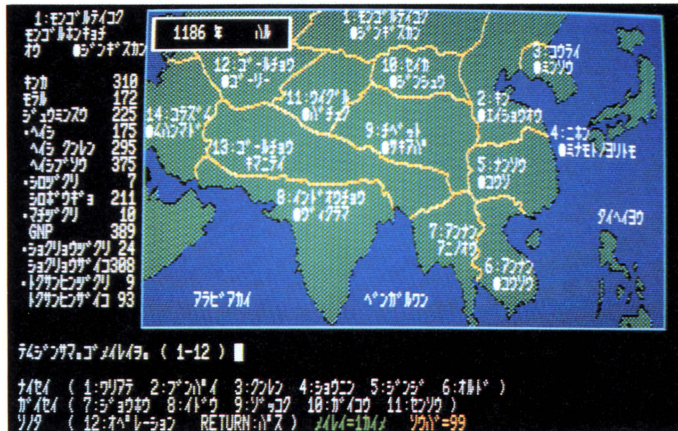 1:モンゴルテイコク
モンゴルホンキョチ
オウ ●ジンギスカン
キンカ 310
モラル 172
ジュウミンスウ 225
・ヘイシ 175
ヘイシ クンレン 295
ヘイシブソウ 375
・シロヅクリ 7
シロボウギョ 211
・マチヅクリ 10
GNP 389
・ショクリョウヅクリ 24
ショクリョウザイコ308
・トクサンヒンヅクリ 9
トクサンヒンザイコ 93
1186 年 ハル
1:モンゴルテイコク
●ジンギスカン
12:ゴールチョウ
●ゴーリー
10:セイカ
●ジンシュウ
3:コウライ
●ミンソウ
11:ウイグル
●バチュク
2:キン
●エイショウオウ
14:コラズム
●ムハンマド
9:チベット
●サキアパ
4:ニホン
●ミナモトノヨリトモ
13:ゴールチョウ
キアニテイ
5:ナンソウ
●コウソ
8:インドオウチョウ
●ヴィクラマ
7:アンナン
アニノオウ
タイヘイヨウ
6:アンナン
●コウソウ
アラビアカイ
ベンガルワン
テムジンサマ。ゴメイレイヲ。 ( 1-12 )
ナイセイ ( 1:ワリアテ 2:ブンパイ 3:クンレン 4:ショウニン 5:ジンジ 6:オルド )
ガイセイ ( 7:ジョウホウ 8:イドウ 9:ゾッコク 10:ガイコウ 11:センソウ )
ソノタ ( 12:オペレーション RETURN:パス ) メイレイ=1カイメ ソウバ=99